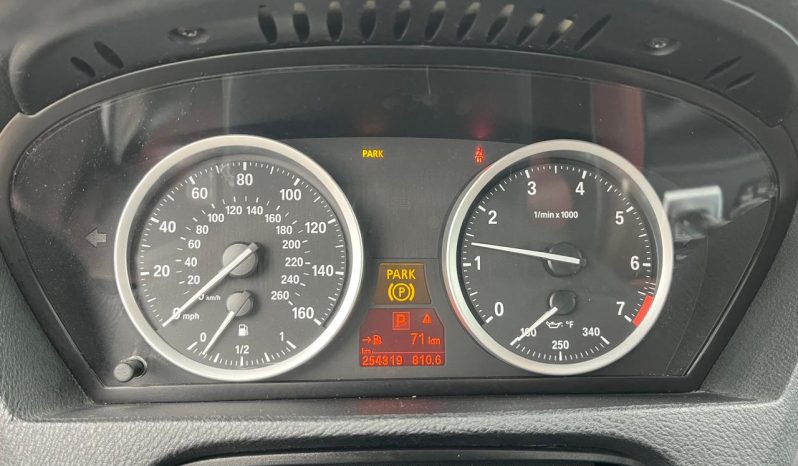 PARK
60 80 100
40 120
20 140
0 mph 160
80 100 120 140 160 180
60 200
40 220
20 240
km/h 260
0 1/2 1
PARK
P
P
71 km
km
254319 810.6
3 4
2 5
1/min x 1000
1 6
0 7
°F 340
250